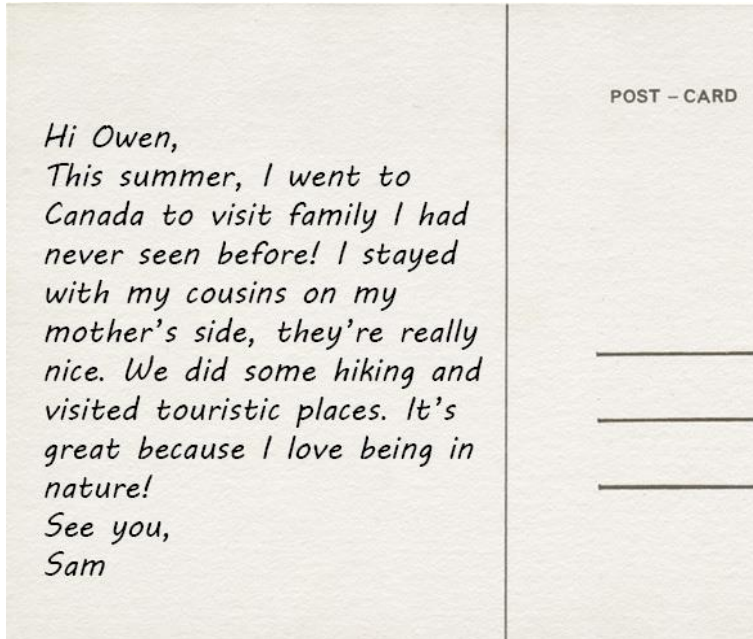 POST – CARD
Hi Owen,
This summer, I went to
Canada to visit family I had
never seen before! I stayed
with my cousins on my
mother's side, they're really
nice. We did some hiking and
visited touristic places. It's
great because I love being in
nature!
See you,
Sam